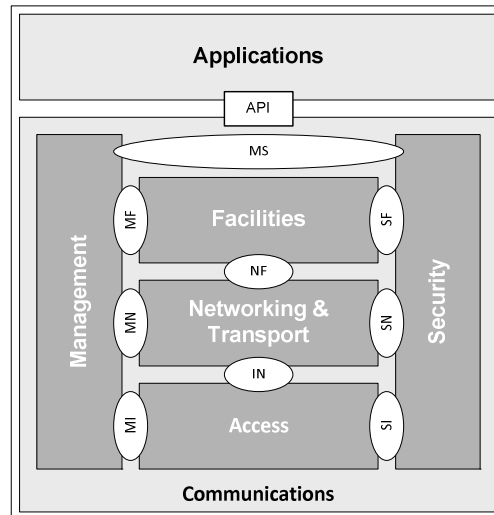 Applications
API
MS
Management
MF
Facilities
SF
Security
NF
MN
Networking &
Transport
SN
IN
MI
Access
SI
Communications